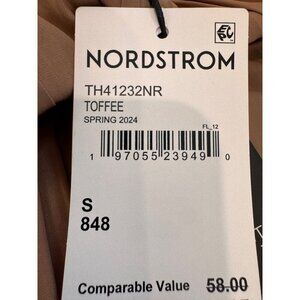 NORDSTROM
TH41232NR
TOFFEE
SPRING 2024
FL_12
1 97055 23949 0
S
848
Comparable Value 58.00